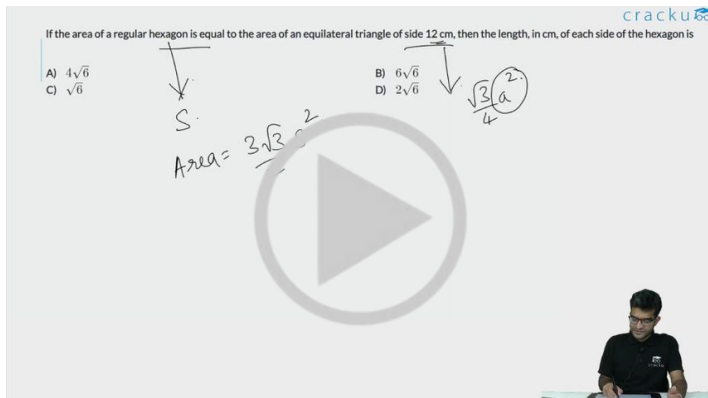 cracku
If the area of a regular hexagon is equal to the area of an equilateral triangle of side 12 cm, then the length, in cm, of each side of the hexagon is
A) 4√6
B) 6√6
C) √6
D) 2√6
√3/4 a².
S.
Area = 3√3